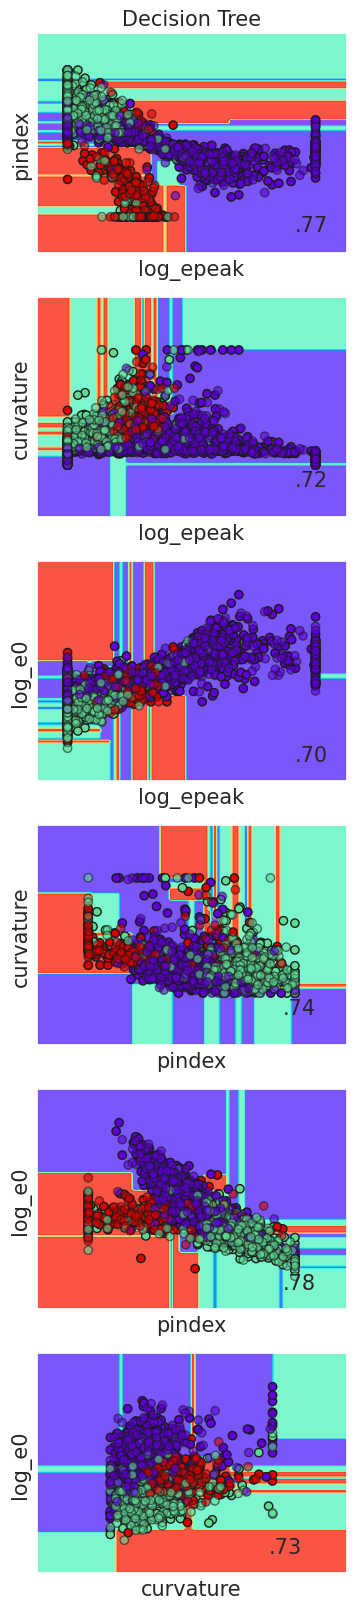 Decision Tree
pindex
.77
log_epeak
curvature
.72
log_epeak
log_e0
.70
log_epeak
curvature
.74
pindex
log_e0
.78
pindex
log_e0
.73
curvature